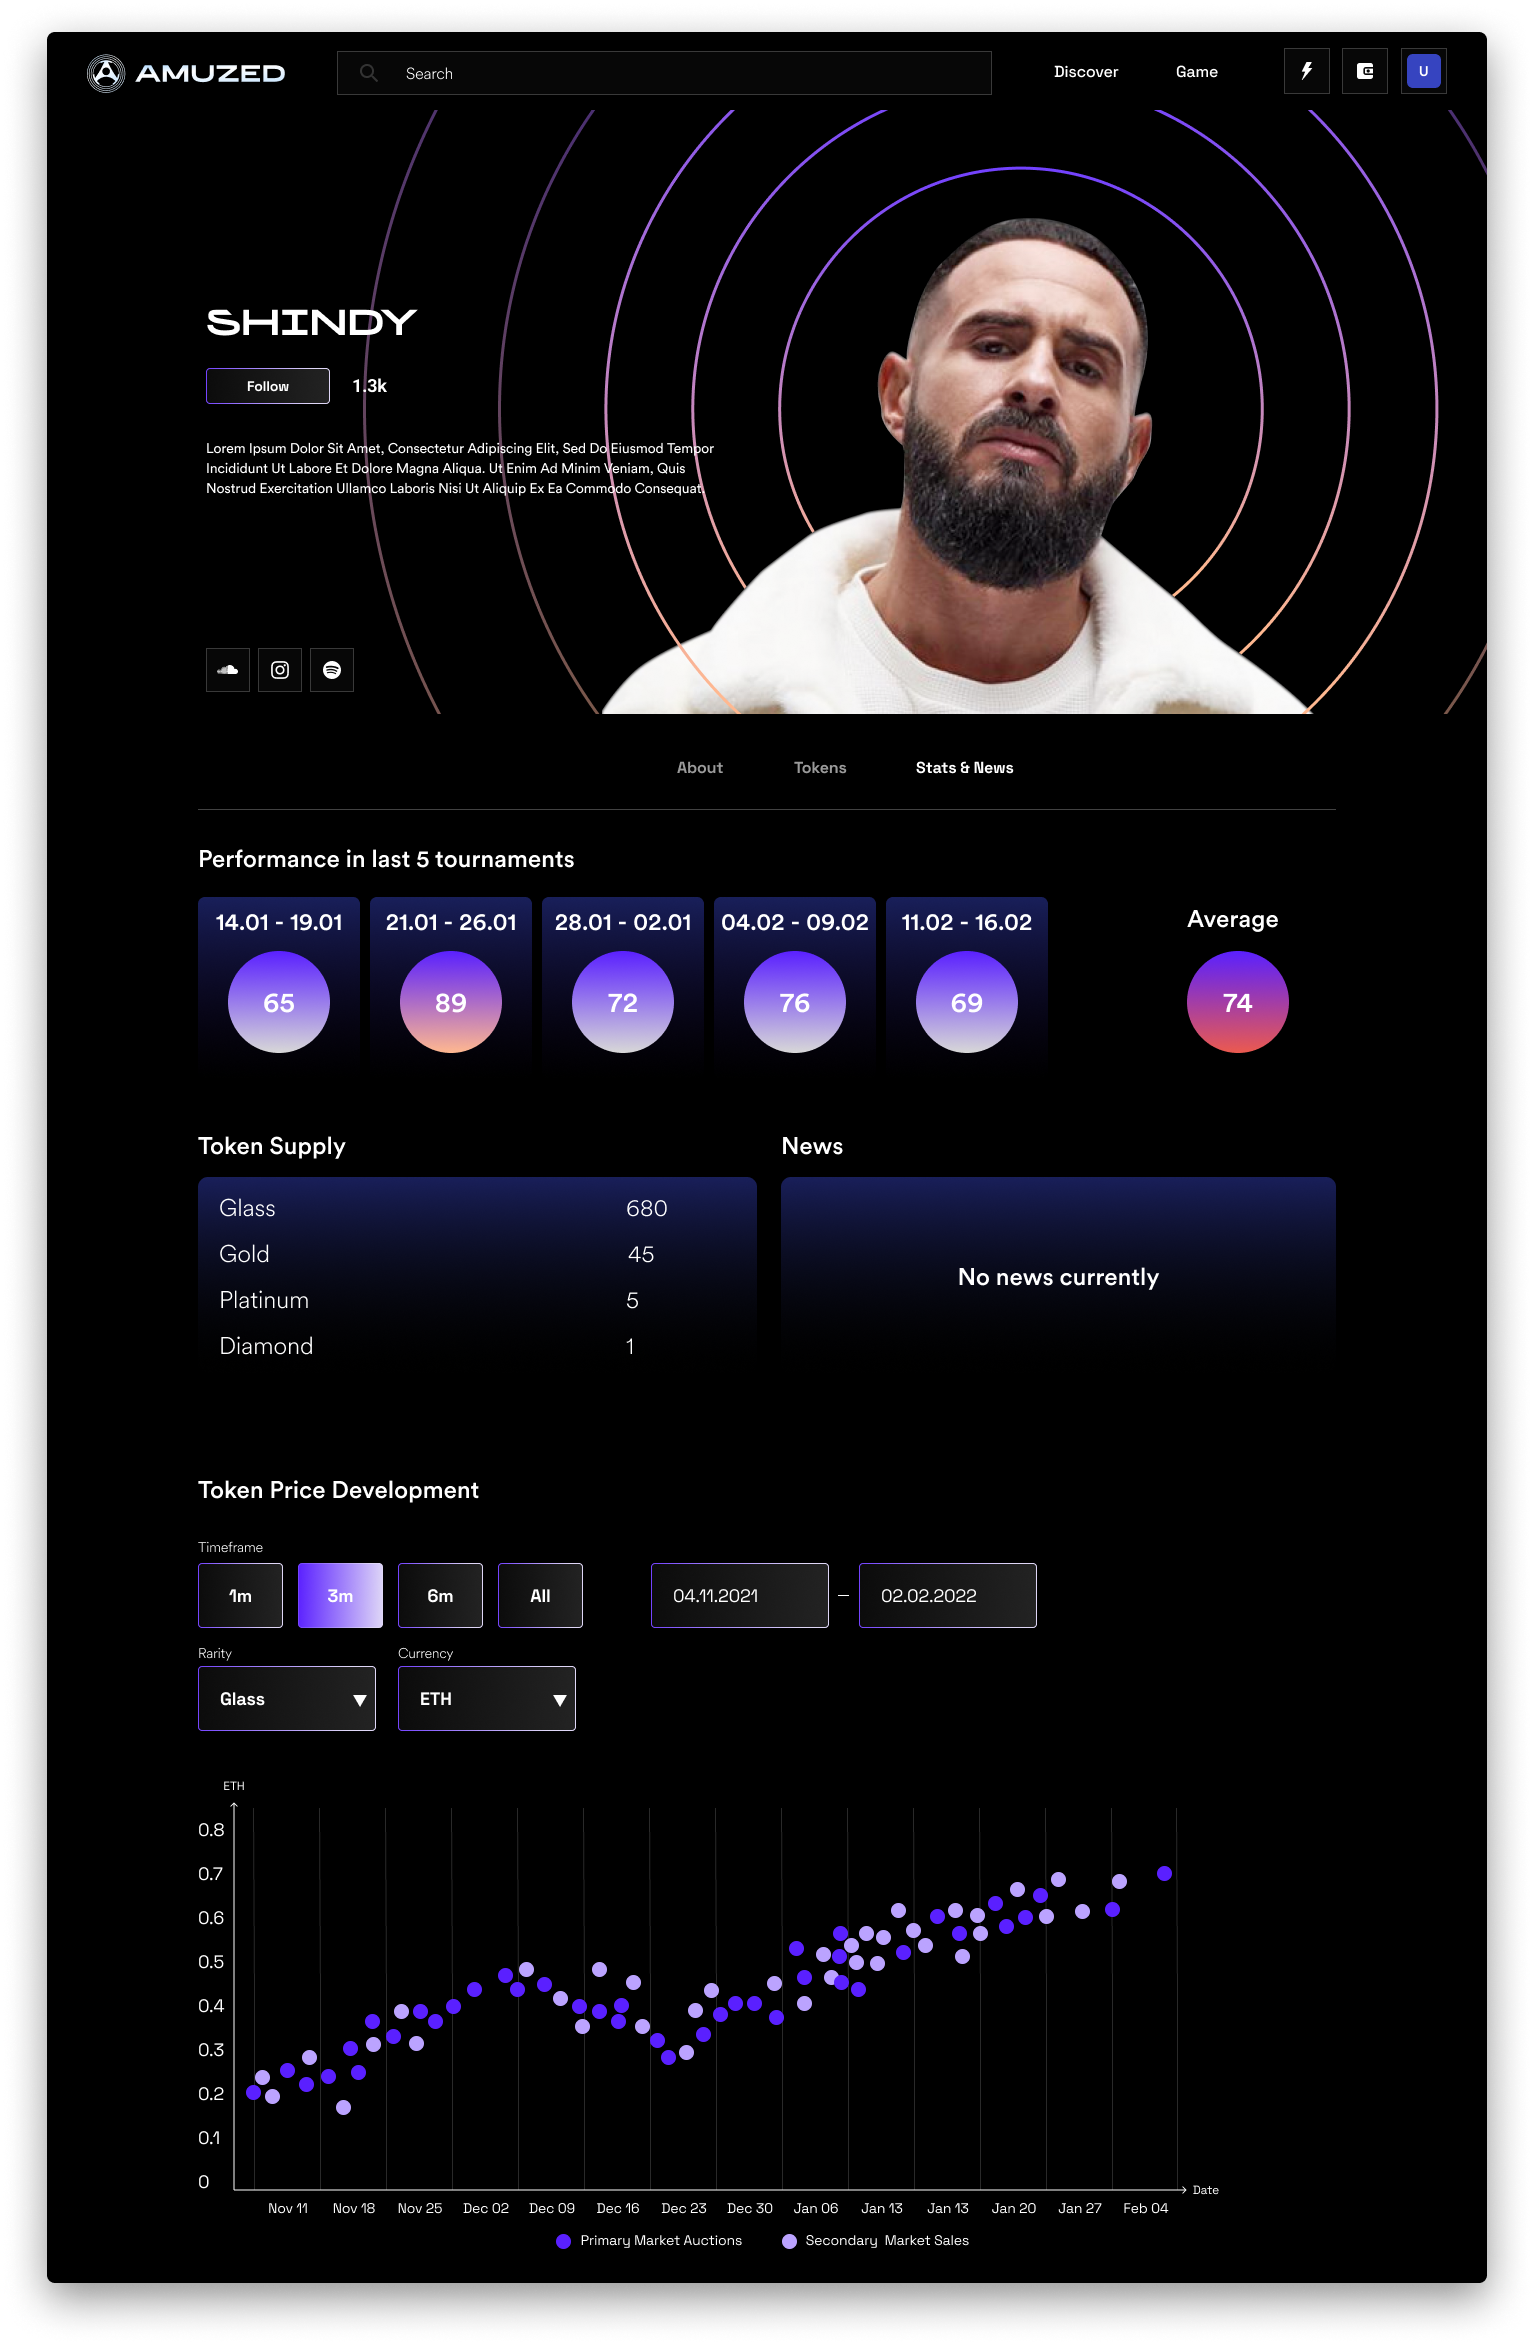 AMUZED
Search
Discover
Game
U
SHINDY
Follow
1.3k
Lorem Ipsum Dolor Sit Amet, Consectetur Adipiscing Elit, Sed Do Eiusmod Tempor
Incididunt Ut Labore Et Dolore Magna Aliqua. Ut Enim Ad Minim Veniam, Quis
Nostrud Exercitation Ullamco Laboris Nisi Ut Aliquip Ex Ea Commodo Consequat.
About
Tokens
Stats & News
Performance in last 5 tournaments
14.01 - 19.01
21.01 - 26.01
28.01 - 02.01
04.02 - 09.02
11.02 - 16.02
Average
65
89
72
76
69
74
Token Supply
Glass 680
Gold 45
Platinum 5
Diamond 1
News
No news currently
Token Price Development
Timeframe
1m
3m
6m
All
04.11.2021 – 02.02.2022
Rarity
Currency
Glass
ETH
ETH
0.8
0.7
0.6
0.5
0.4
0.3
0.2
0.1
0
Date
Nov 11
Nov 18
Nov 25
Dec 02
Dec 09
Dec 16
Dec 23
Dec 30
Jan 06
Jan 13
Jan 13
Jan 20
Jan 27
Feb 04
Primary Market Auctions
Secondary Market Sales